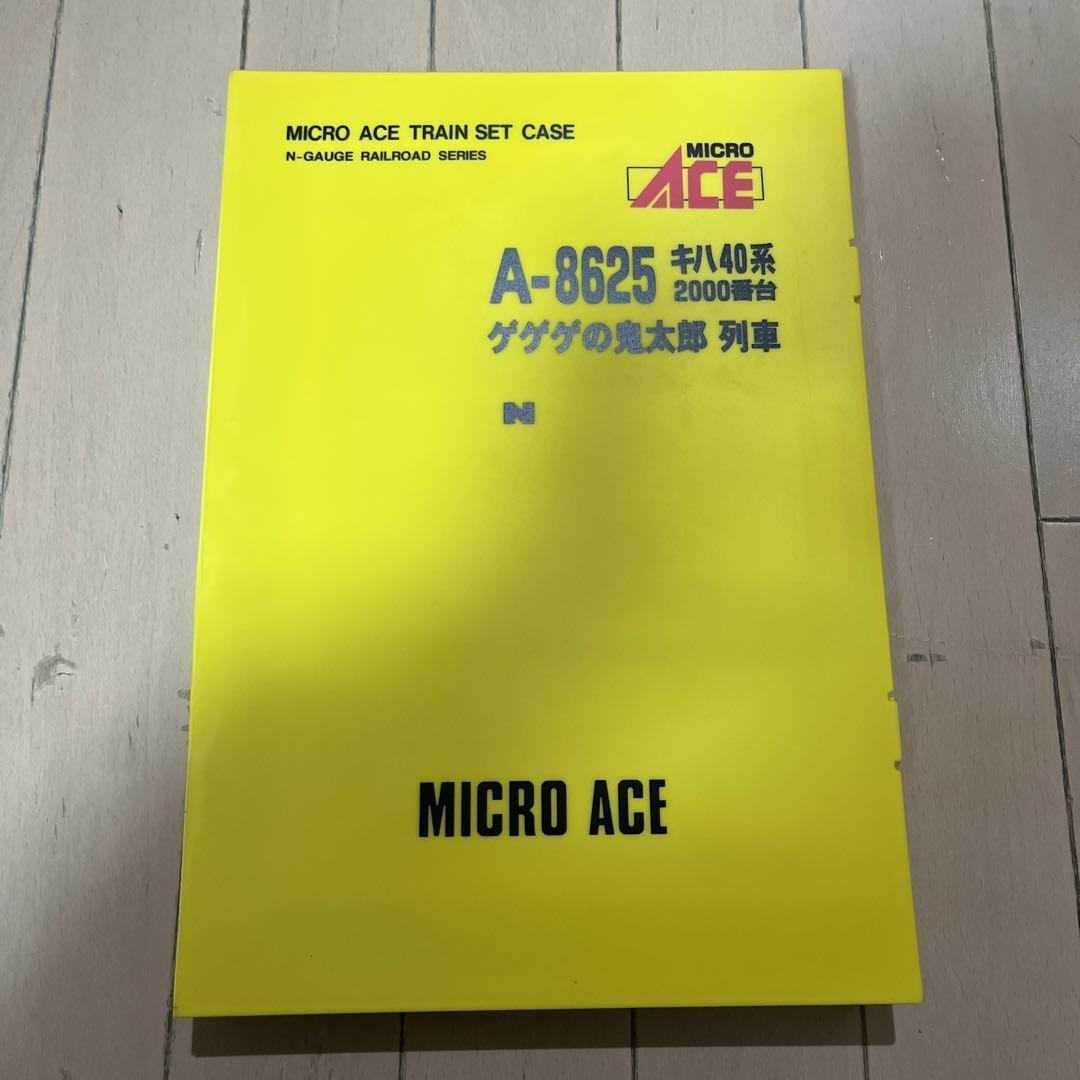 MICRO ACE TRAIN SET CASE
N-GAUGE RAILROAD SERIES
MICRO
ACE
A-8625 キハ40系
2000番台
ゲゲゲの鬼太郎 列車
N
MICRO ACE